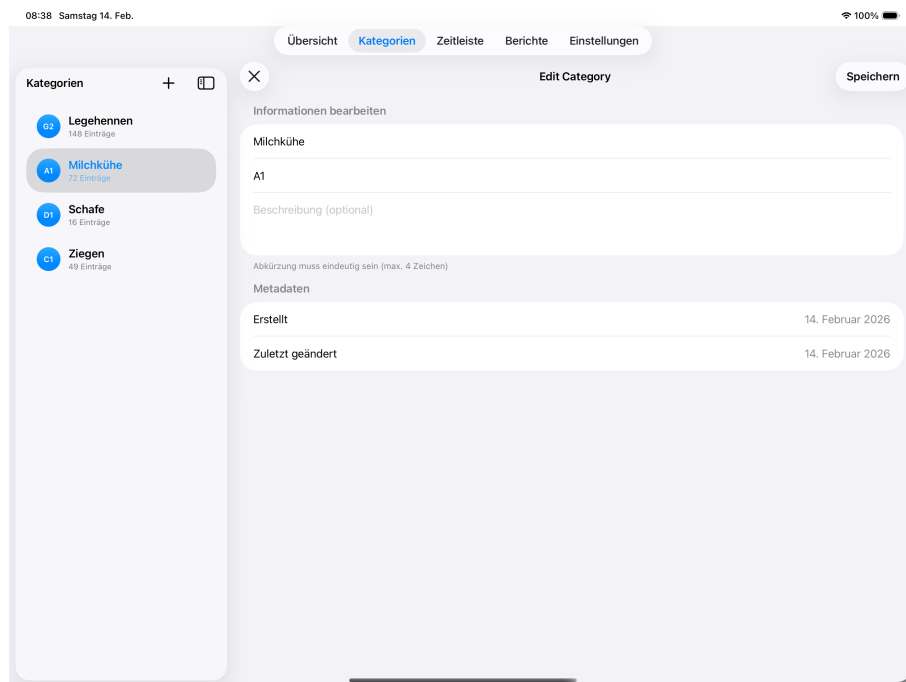 08:38 Samstag 14. Feb.
100%
Übersicht Kategorien Zeitleiste Berichte Einstellungen
Kategorien
G2
Legehennen
148 Einträge
A1
Milchkühe
72 Einträge
D1
Schafe
16 Einträge
C1
Ziegen
49 Einträge
Edit Category
Speichern
Informationen bearbeiten
Milchkühe
A1
Beschreibung (optional)
Abkürzung muss eindeutig sein (max. 4 Zeichen)
Metadaten
Erstellt 14. Februar 2026
Zuletzt geändert 14. Februar 2026